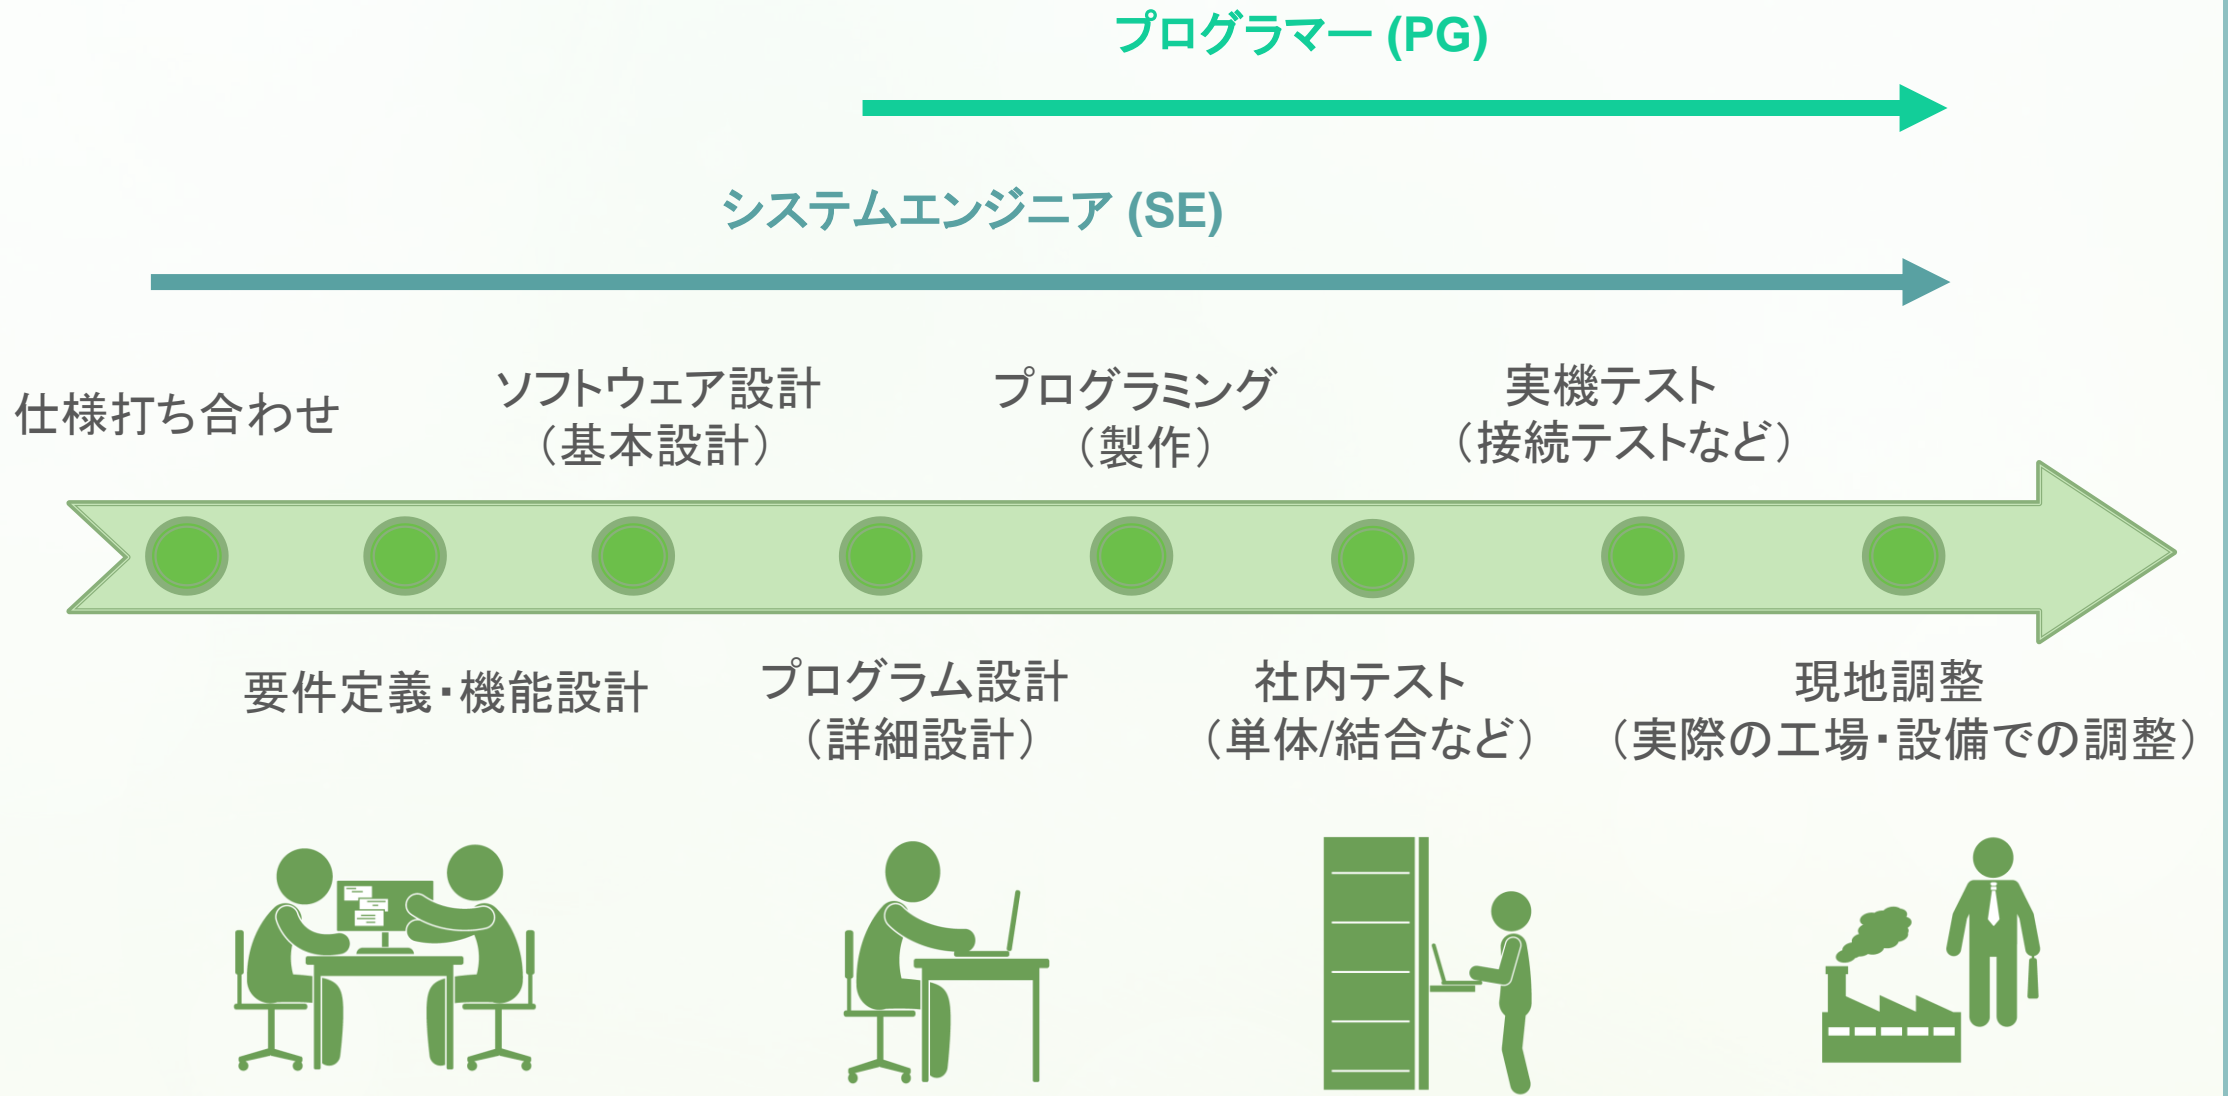 プログラマー (PG)
システムエンジニア (SE)
仕様打ち合わせ
ソフトウェア設計
（基本設計）
プログラミング
（製作）
実機テスト
（接続テストなど）
要件定義・機能設計
プログラム設計
（詳細設計）
社内テスト
（単体/結合など）
現地調整
（実際の工場・設備での調整）